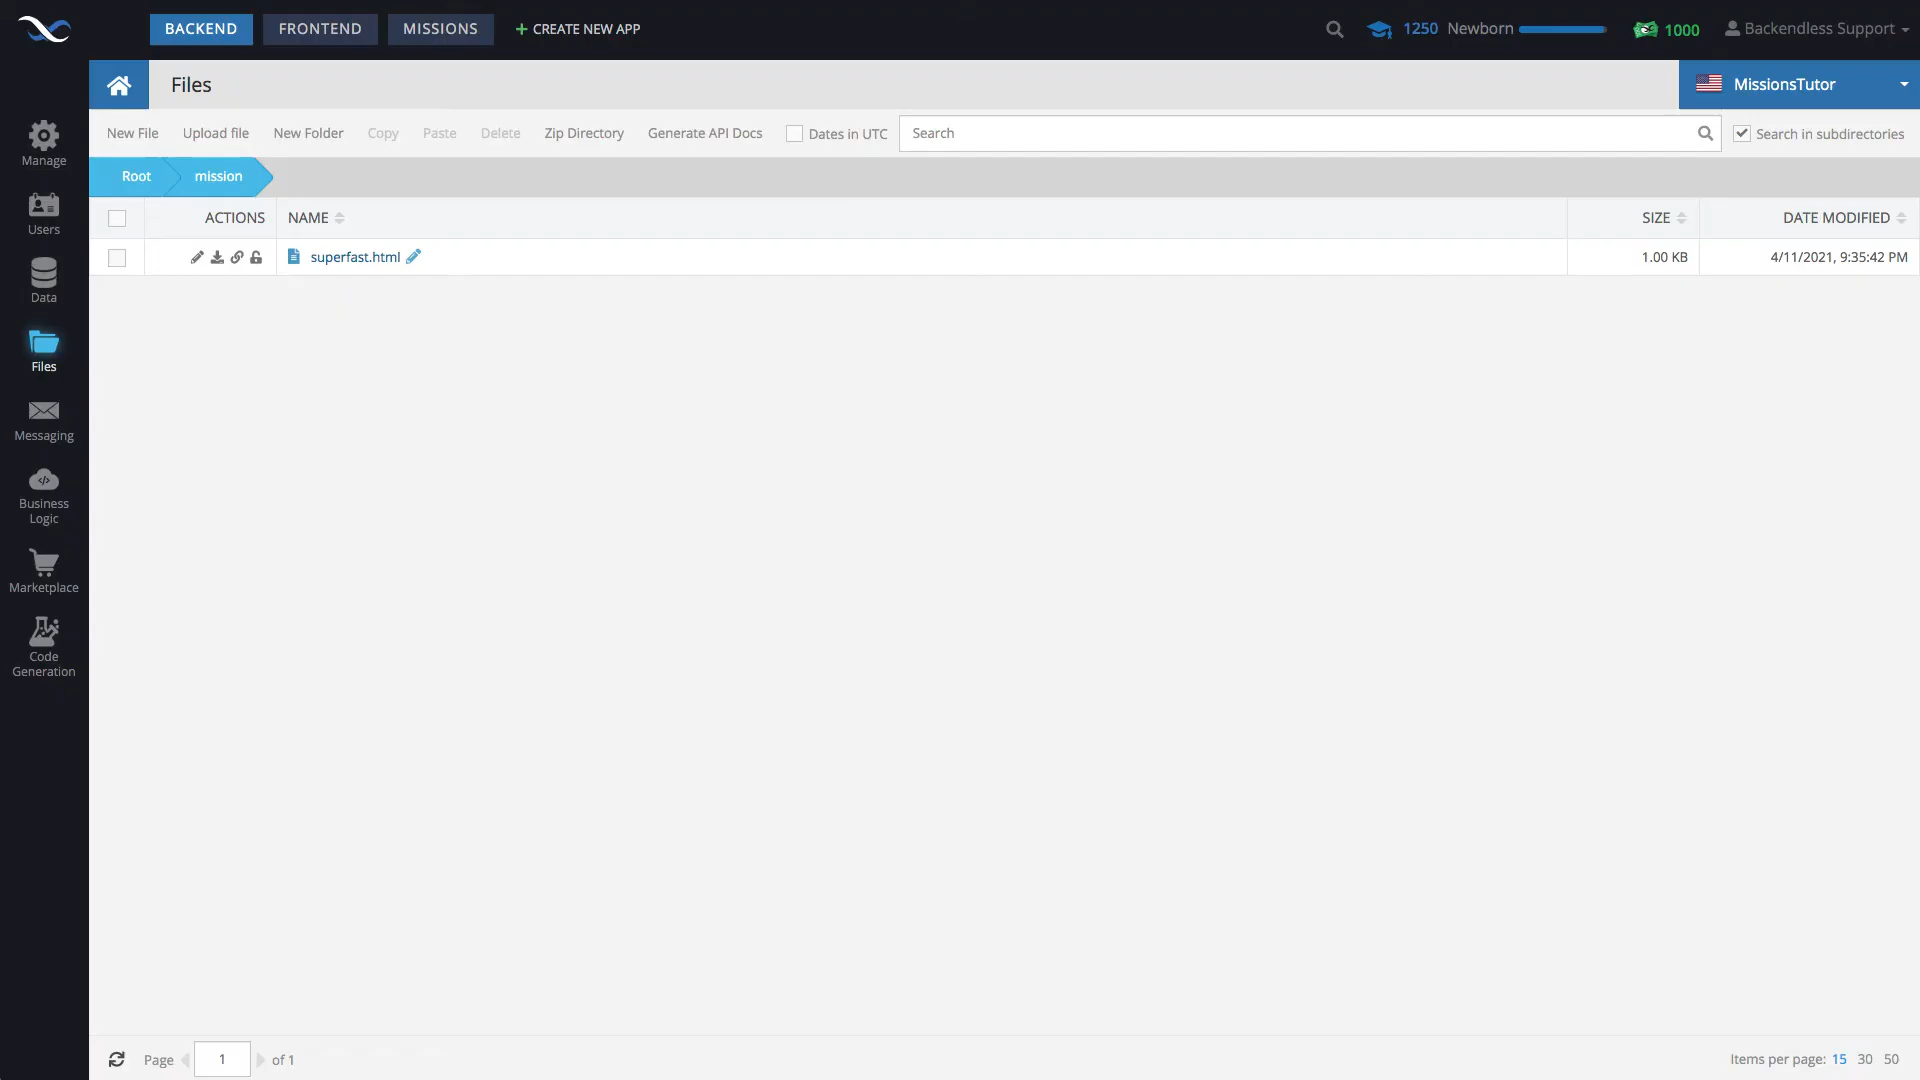 BACKEND FRONTEND MISSIONS + CREATE NEW APP 1250 Newborn 1000 Backendless Support
Files MissionsTutor
New File Upload file New Folder Copy Paste Delete Zip Directory Generate API Docs Dates in UTC Search Search in subdirectories
Root mission
ACTIONS NAME SIZE DATE MODIFIED
superfast.html 1.00 KB 4/11/2021, 9:35:42 PM
Manage
Users
Data
Files
Messaging
Business
Logic
Marketplace
Code
Generation
Page 1 of 1 Items per page: 15 30 50